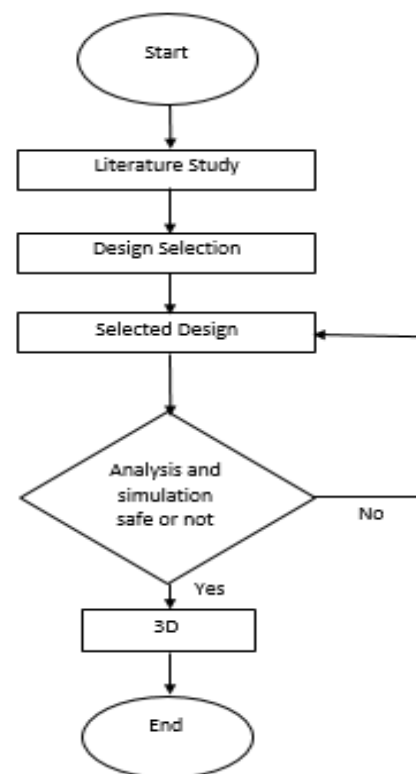 Start
Literature Study
Design Selection
Selected Design
Analysis and
simulation
safe or not
No
Yes
3D
End